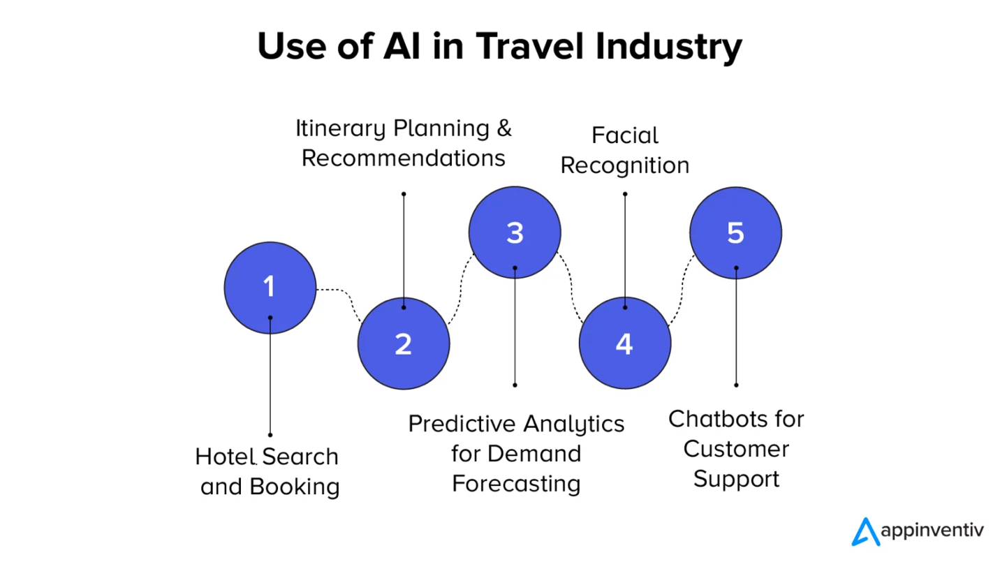 Use of AI in Travel Industry
Itinerary Planning &
Recommendations
Facial
Recognition
1
2
3
4
5
Hotel Search
and Booking
Predictive Analytics
for Demand
Forecasting
Chatbots for
Customer
Support
appinventiv